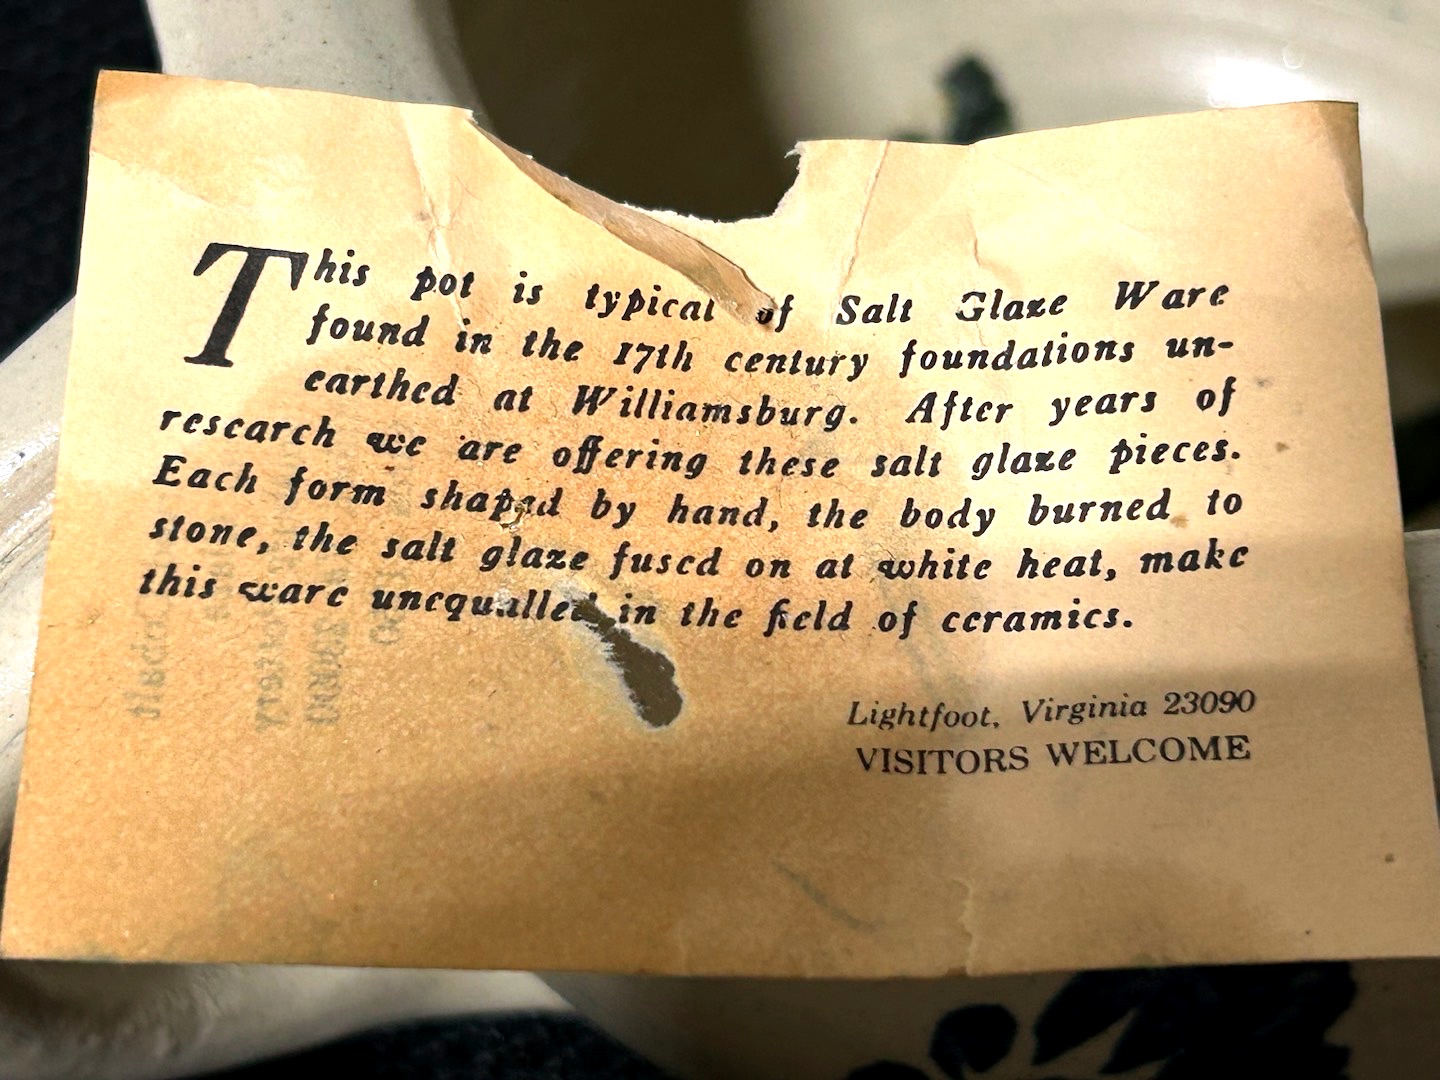 This pot is typical of Salt Glaze Ware
found in the 17th century foundations un-
earthed at Williamsburg. After years of
research we are offering these salt glaze pieces.
Each form shaped by hand, the body burned to
stone, the salt glaze fused on at white heat, make
this ware unequalled in the field of ceramics.
Lightfoot, Virginia 23090
VISITORS WELCOME